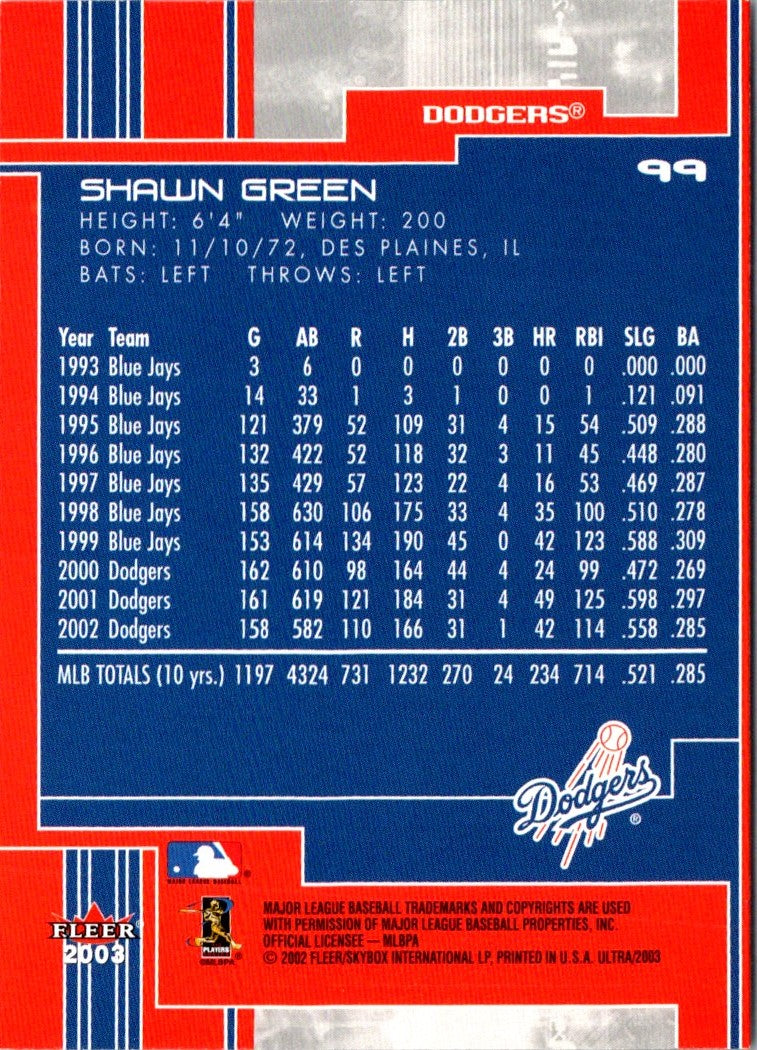 DODGERS®
99
SHAWN GREEN
HEIGHT: 6'4" WEIGHT: 200
BORN: 11/10/72, DES PLAINES, IL
BATS: LEFT THROWS: LEFT
Year Team G AB R H 2B 3B HR RBI SLG BA
1993 Blue Jays 3 6 0 0 0 0 0 0 .000 .000
1994 Blue Jays 14 33 1 3 1 0 0 1 .121 .091
1995 Blue Jays 121 379 52 109 31 4 15 54 .509 .288
1996 Blue Jays 132 422 52 118 32 3 11 45 .448 .280
1997 Blue Jays 135 429 57 123 22 4 16 53 .469 .287
1998 Blue Jays 158 630 106 175 33 4 35 100 .510 .278
1999 Blue Jays 153 614 134 190 45 0 42 123 .588 .309
2000 Dodgers 162 610 98 164 44 4 24 99 .472 .269
2001 Dodgers 161 619 121 184 31 4 49 125 .598 .297
2002 Dodgers 158 582 110 166 31 1 42 114 .558 .285
MLB TOTALS (10 yrs.) 1197 4324 731 1232 270 24 234 714 .521 .285
Dodgers®
MAJOR LEAGUE BASEBALL®
FLEER®
2003
PLAYERS
©MLBPA
MAJOR LEAGUE BASEBALL TRADEMARKS AND COPYRIGHTS ARE USED
WITH PERMISSION OF MAJOR LEAGUE BASEBALL PROPERTIES, INC.
OFFICIAL LICENSEE — MLBPA
© 2002 FLEER/SKYBOX INTERNATIONAL LP, PRINTED IN U.S.A. ULTRA/2003